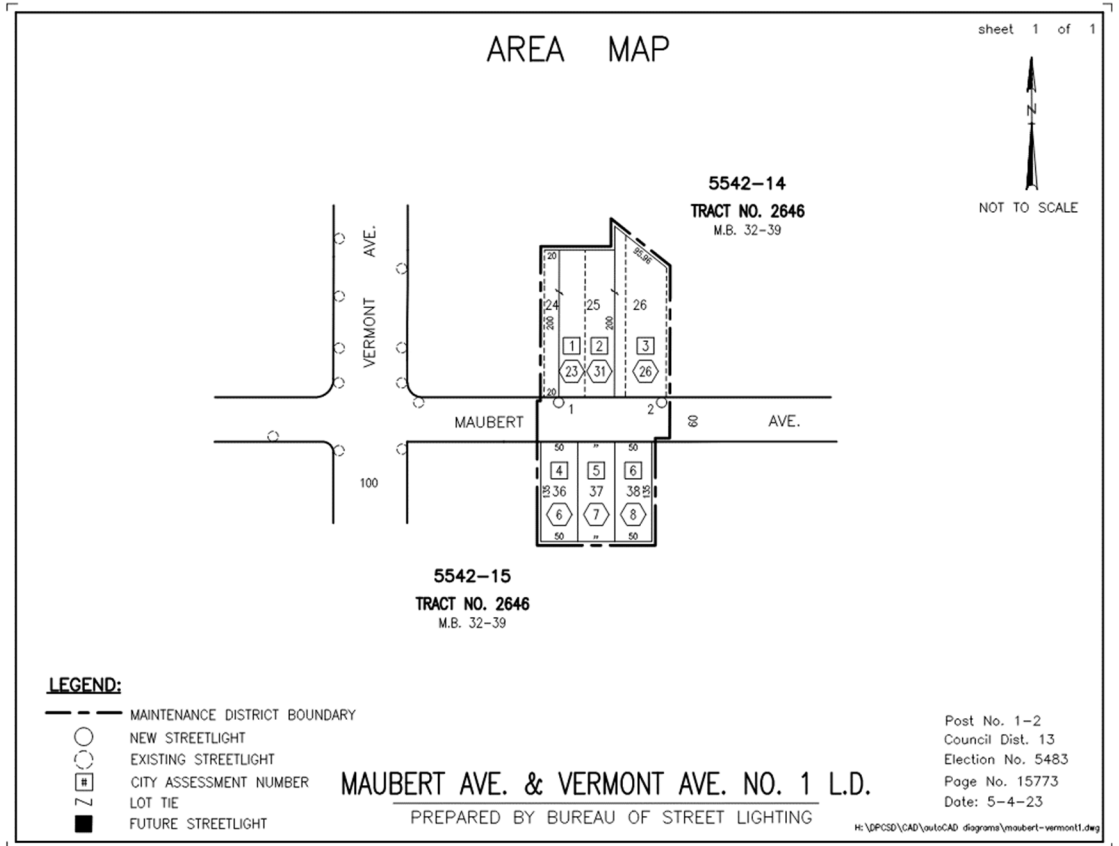 sheet 1 of 1
AREA MAP
N
NOT TO SCALE
5542-14
TRACT NO. 2646
M.B. 32-39
VERMONT AVE.
20
95.96
24 25 26
200 200
1 2 3
23 31 26
20
1 2
MAUBERT AVE.
60
50 " 50
4 5 6
135 36 37 38 135
6 7 8
50 " 50
100
5542-15
TRACT NO. 2646
M.B. 32-39
LEGEND:
MAINTENANCE DISTRICT BOUNDARY
NEW STREETLIGHT
EXISTING STREETLIGHT
# CITY ASSESSMENT NUMBER
LOT TIE
FUTURE STREETLIGHT
MAUBERT AVE. & VERMONT AVE. NO. 1 L.D.
PREPARED BY BUREAU OF STREET LIGHTING
Post No. 1-2
Council Dist. 13
Election No. 5483
Page No. 15773
Date: 5-4-23
H:\DPCSD\CAD\autoCAD diagrams\maubert-vermont1.dwg